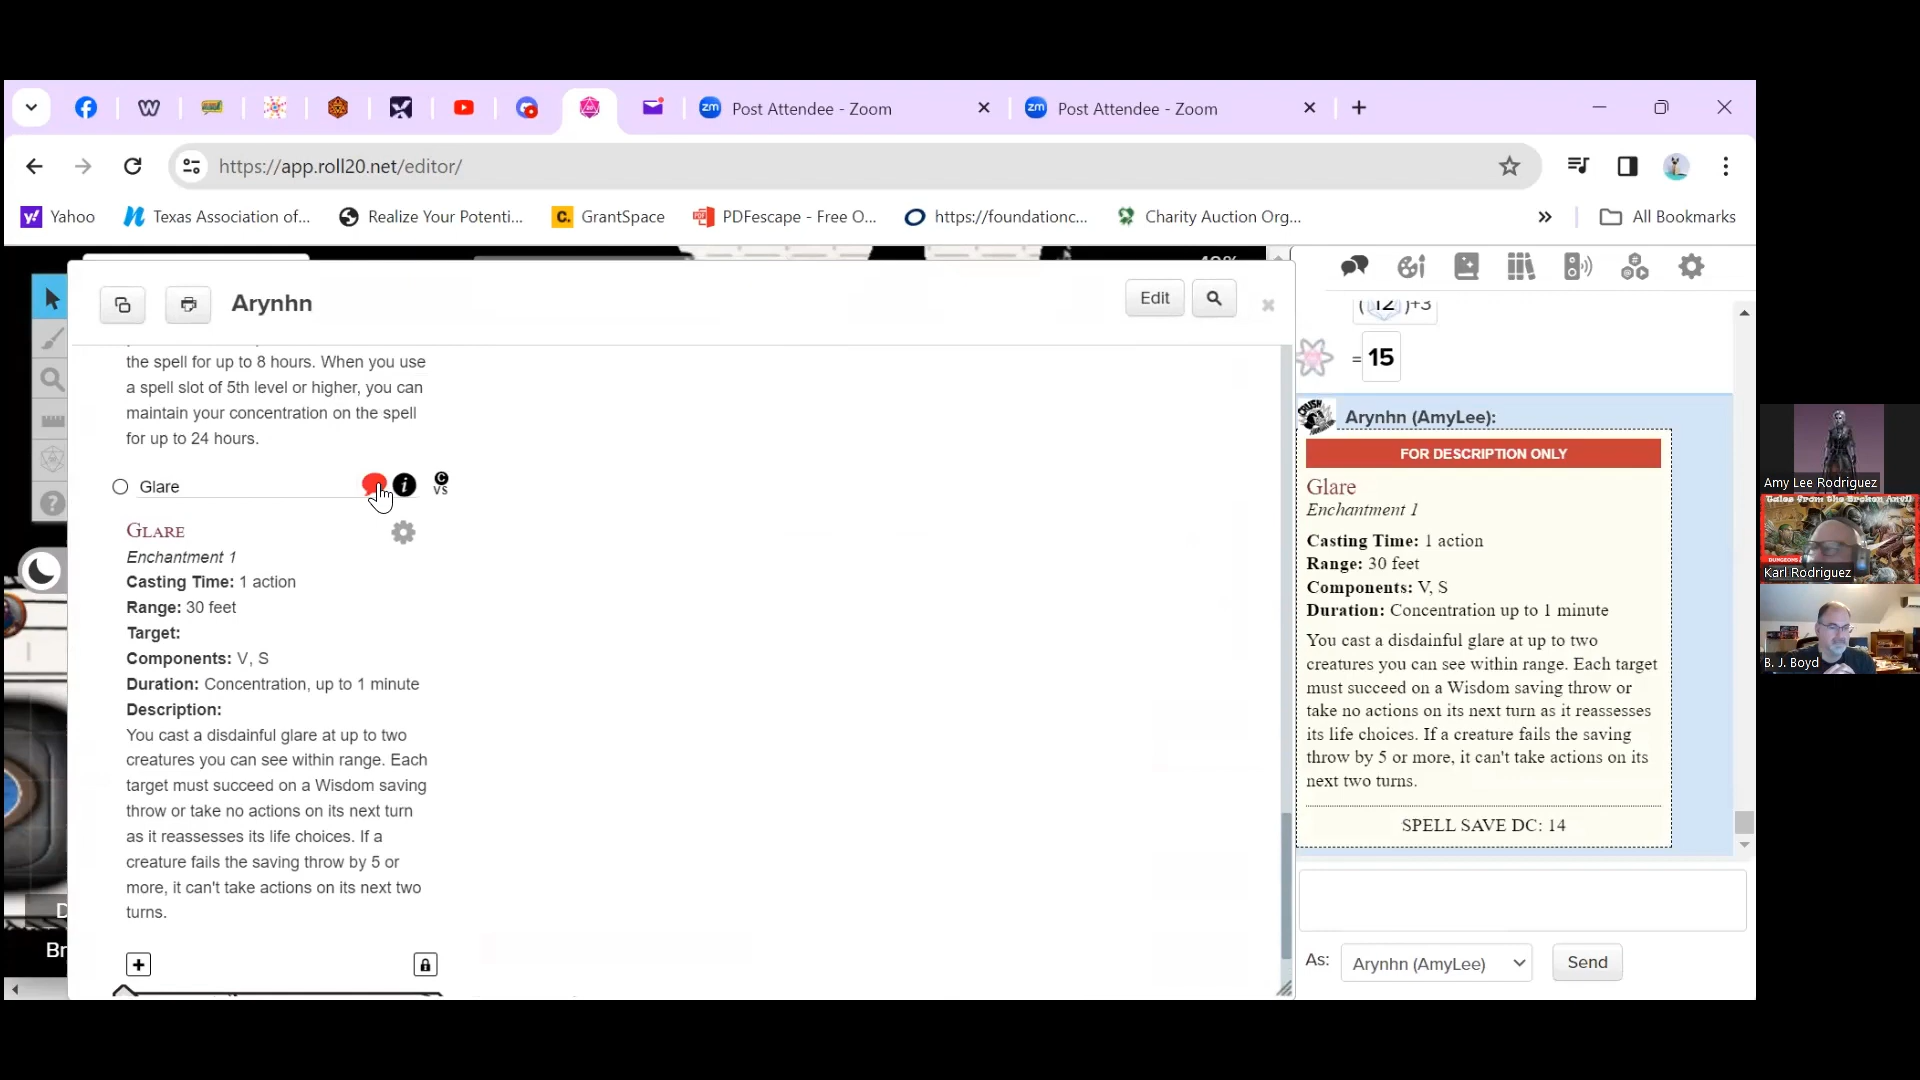 Post Attendee - Zoom
Post Attendee - Zoom
https://app.roll20.net/editor/
Yahoo
Texas Association of...
Realize Your Potenti...
GrantSpace
PDFescape - Free O...
https://foundationc...
Charity Auction Org...
All Bookmarks
Arynhn
Edit
the spell for up to 8 hours. When you use
a spell slot of 5th level or higher, you can
maintain your concentration on the spell
for up to 24 hours.
Glare
C
VS
GLARE
Enchantment 1
Casting Time: 1 action
Range: 30 feet
Target:
Components: V, S
Duration: Concentration, up to 1 minute
Description:
You cast a disdainful glare at up to two
creatures you can see within range. Each
target must succeed on a Wisdom saving
throw or take no actions on its next turn
as it reassesses its life choices. If a
creature fails the saving throw by 5 or
more, it can't take actions on its next two
turns.
(12)+3
=15
Arynhn (AmyLee):
FOR DESCRIPTION ONLY
Glare
Enchantment 1
Casting Time: 1 action
Range: 30 feet
Components: V, S
Duration: Concentration up to 1 minute
You cast a disdainful glare at up to two
creatures you can see within range. Each target
must succeed on a Wisdom saving throw or
take no actions on its next turn as it reassesses
its life choices. If a creature fails the saving
throw by 5 or more, it can't take actions on its
next two turns.
SPELL SAVE DC: 14
As:
Arynhn (AmyLee)
Send
Amy Lee Rodriguez
Tales from the Broken Anvil
Karl Rodriguez
B. J. Boyd